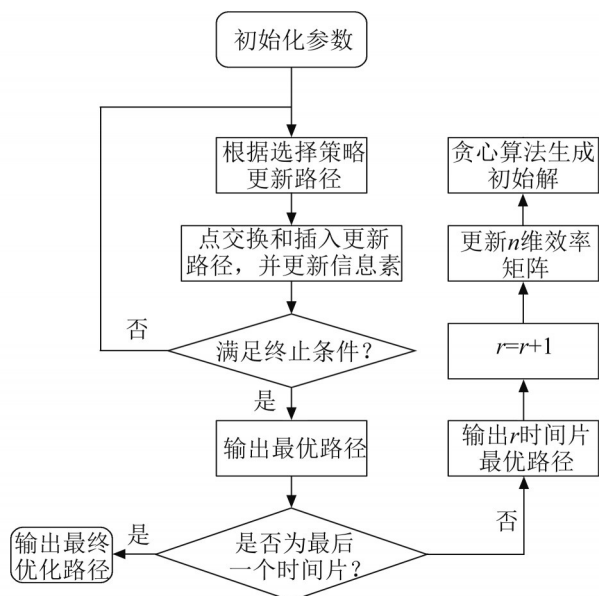 初始化参数
根据选择策略
更新路径
点交换和插入更新
路径，并更新信息素
否
满足终止条件？
是
输出最优路径
是否为最后
一个时间片？
是
输出最终
优化路径
否
输出r时间片
最优路径
r=r+1
更新n维效率
矩阵
贪心算法生成
初始解